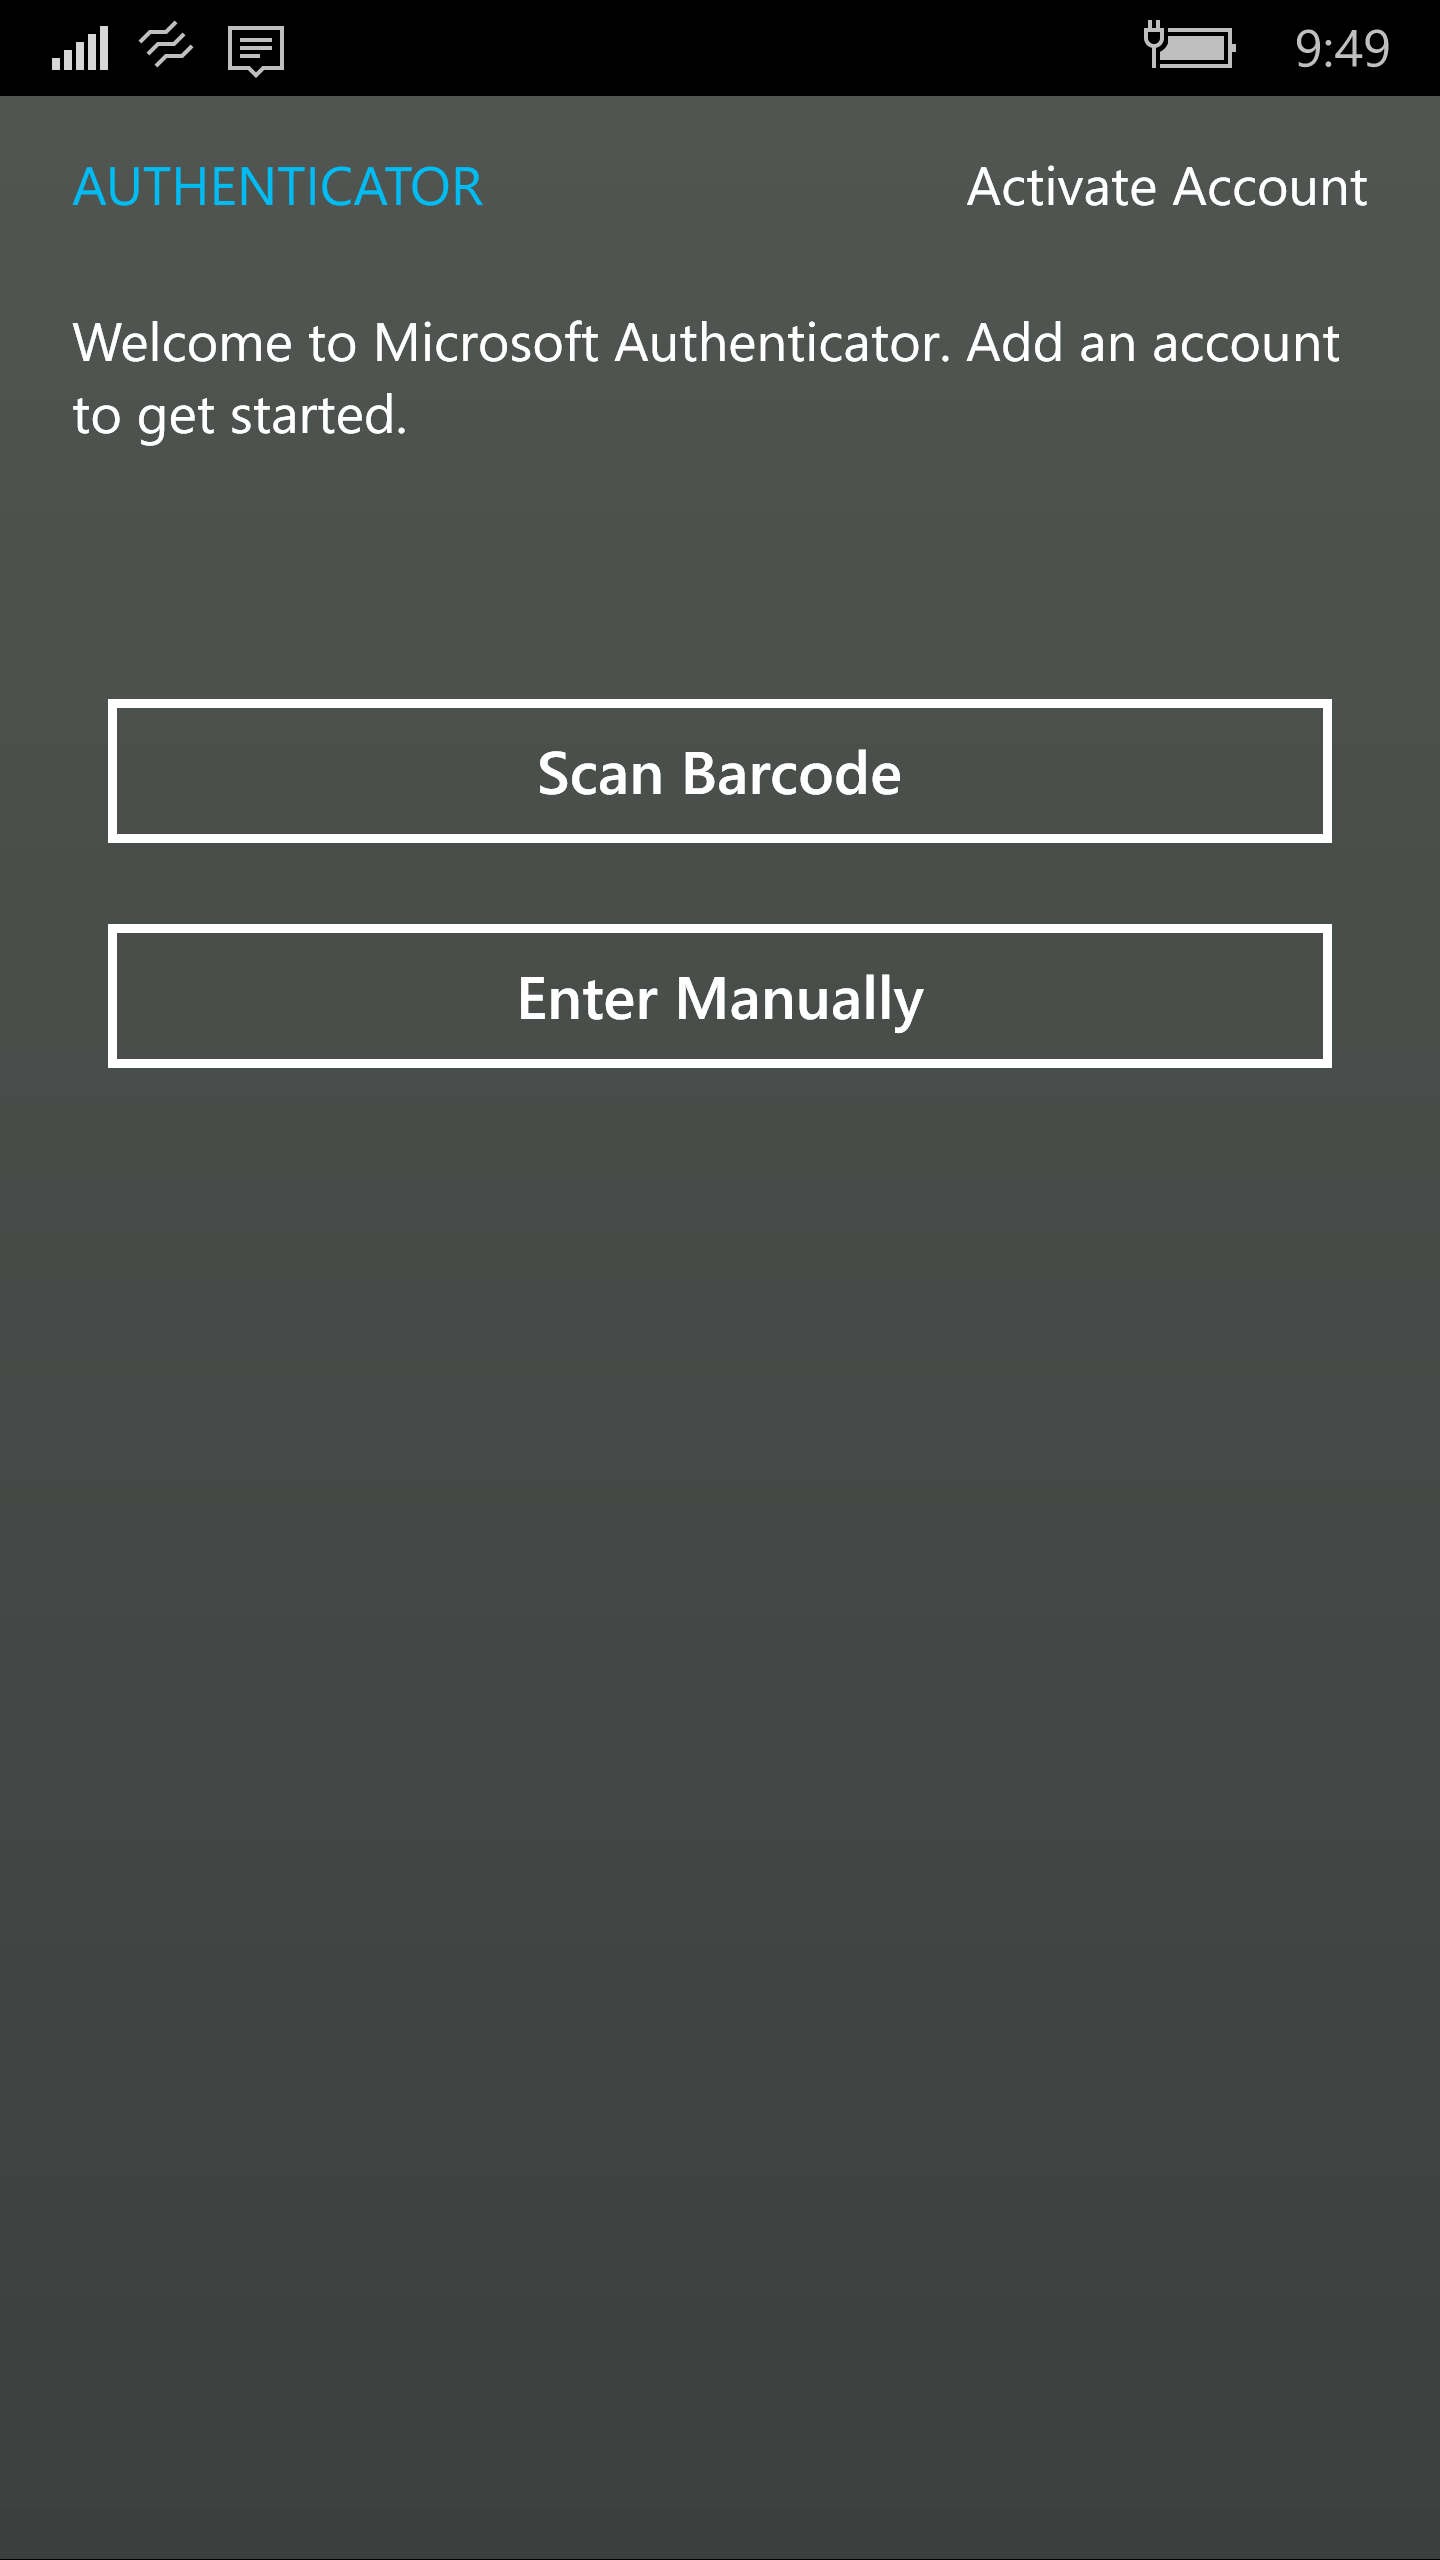 9:49
AUTHENTICATOR
Activate Account
Welcome to Microsoft Authenticator. Add an account
to get started.
Scan Barcode
Enter Manually